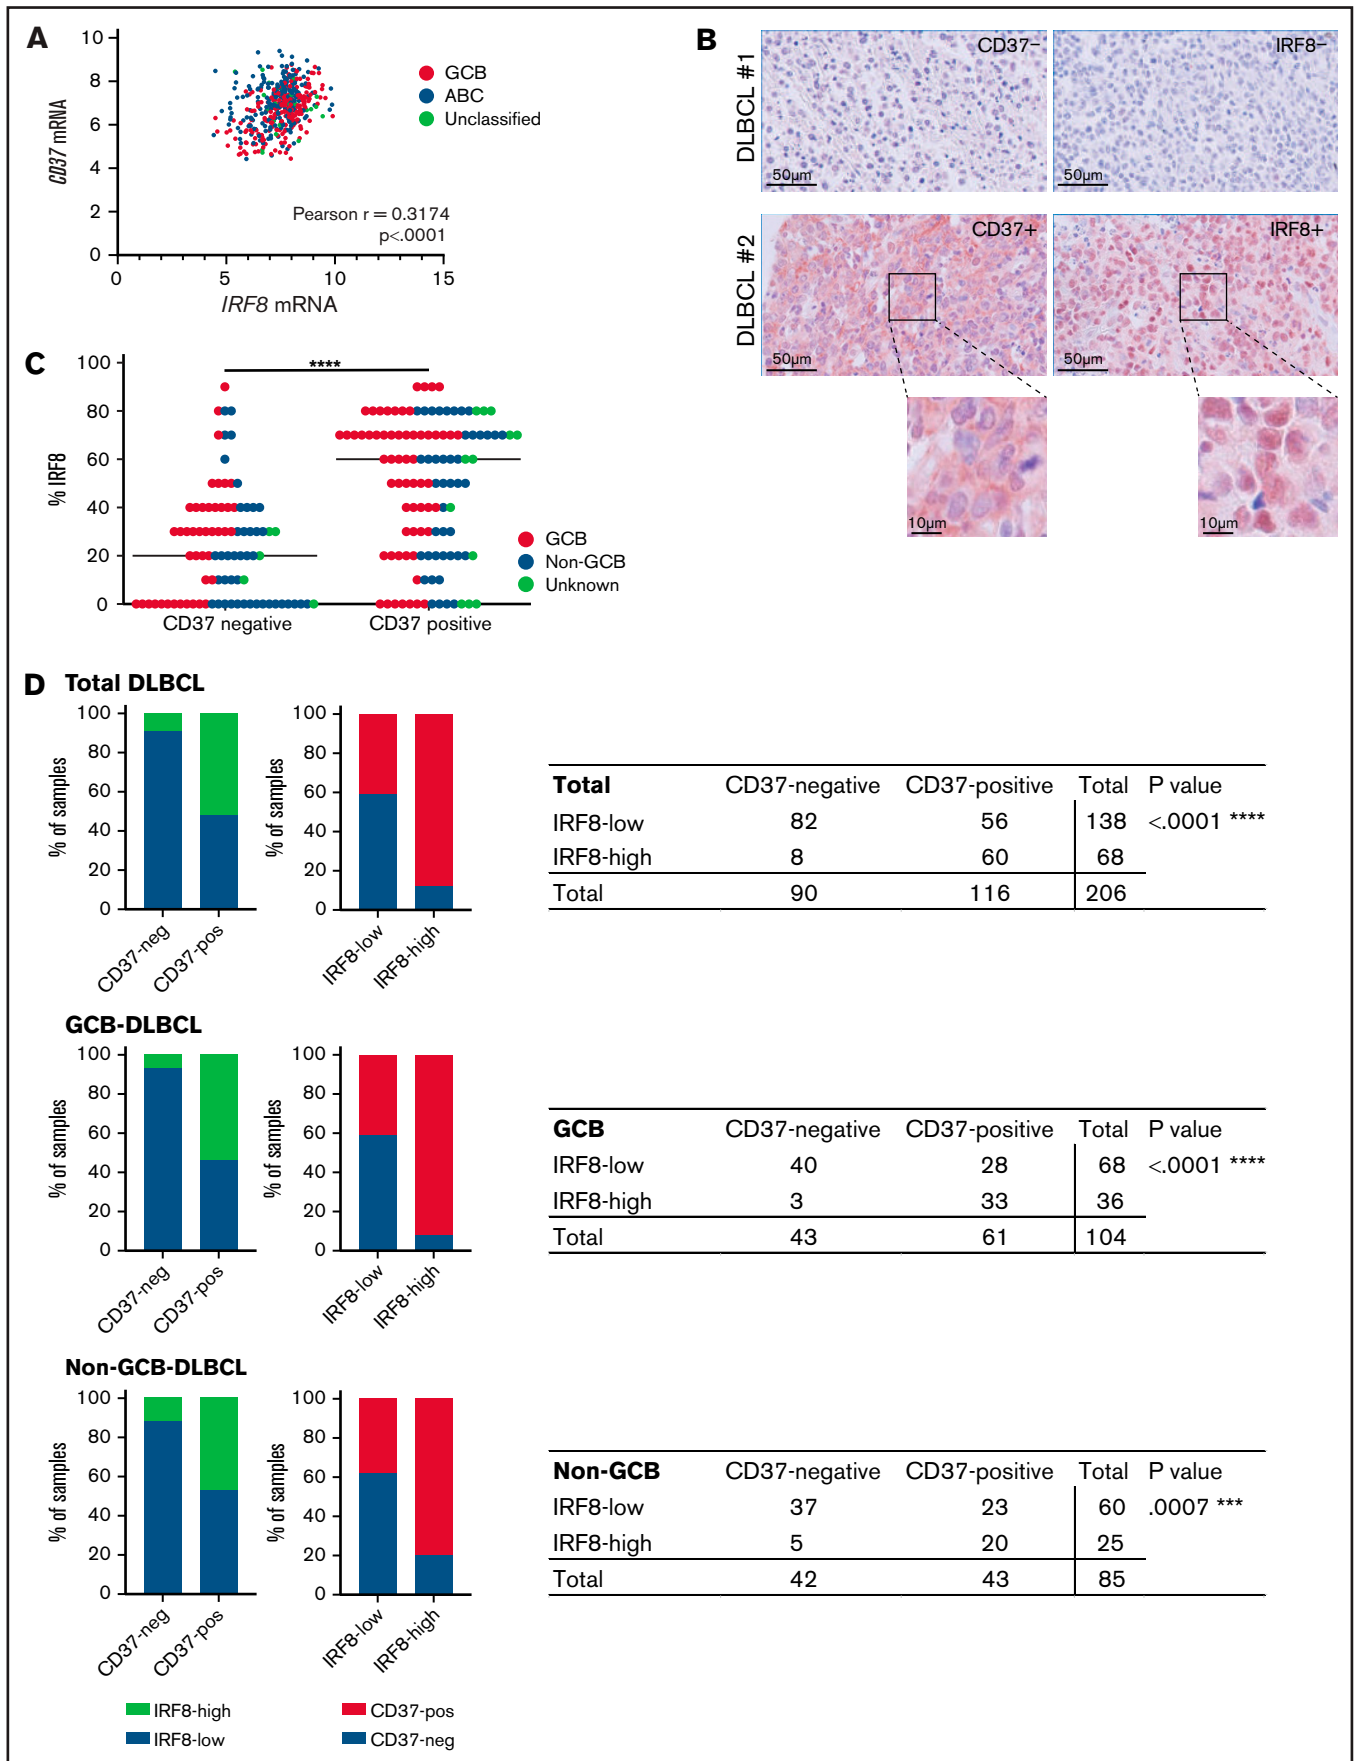 A
10
8
6
4
2
0
CD37 mRNA
0
5
10
15
IRF8 mRNA
GCB
ABC
Unclassified
Pearson r = 0.3174
p<.0001
B
DLBCL #1
CD37–
50µm
IRF8–
50µm
DLBCL #2
CD37+
50µm
IRF8+
50µm
10µm
10µm
C
100
80
60
40
20
0
% IRF8
****
CD37 negative
CD37 positive
GCB
Non-GCB
Unknown
D
Total DLBCL
100
80
60
40
20
0
% of samples
CD37-neg
CD37-pos
100
80
60
40
20
0
% of samples
IRF8-low
IRF8-high
Total CD37-negative CD37-positive Total P value
IRF8-low 82 56 138 <.0001 ****
IRF8-high 8 60 68
Total 90 116 206
GCB-DLBCL
100
80
60
40
20
0
% of samples
CD37-neg
CD37-pos
100
80
60
40
20
0
% of samples
IRF8-low
IRF8-high
GCB CD37-negative CD37-positive Total P value
IRF8-low 40 28 68 <.0001 ****
IRF8-high 3 33 36
Total 43 61 104
Non-GCB-DLBCL
100
80
60
40
20
0
% of samples
CD37-neg
CD37-pos
100
80
60
40
20
0
% of samples
IRF8-low
IRF8-high
Non-GCB CD37-negative CD37-positive Total P value
IRF8-low 37 23 60 .0007 ***
IRF8-high 5 20 25
Total 42 43 85
IRF8-high
IRF8-low
CD37-pos
CD37-neg